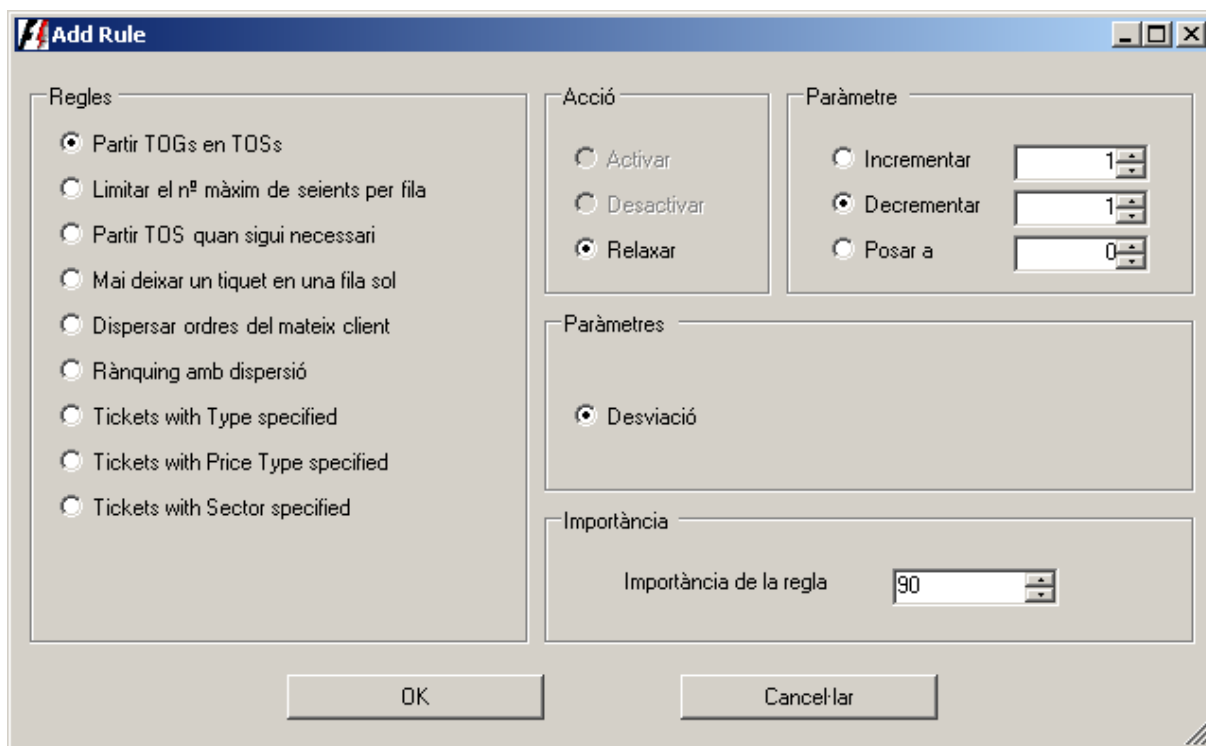 Add Rule
Regles
Partir TOGs en TOSs
Limitar el nº màxim de seients per fila
Partir TOS quan sigui necessari
Mai deixar un tiquet en una fila sol
Dispersar ordres del mateix client
Rànquing amb dispersió
Tickets with Type specified
Tickets with Price Type specified
Tickets with Sector specified
Acció
Activar
Desactivar
Relaxar
Paràmetre
Incrementar 1
Decrementar 1
Posar a 0
Paràmetres
Desviació
Importància
Importància de la regla 90
OK
Cancel·lar